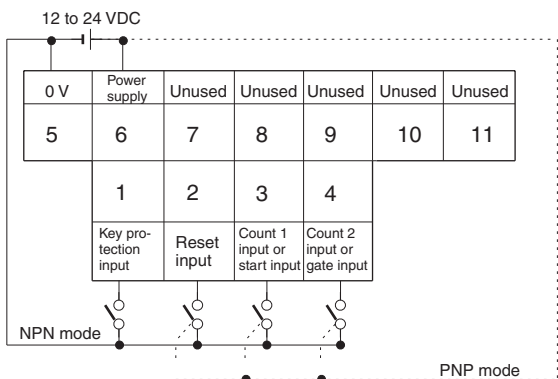 12 to 24 VDC
0 V
Power
supply
Unused
Unused
Unused
Unused
Unused
5
6
7
8
9
10
11
1
2
3
4
Key pro-
tection
input
Reset
input
Count 1
input or
start input
Count 2
input or
gate input
NPN mode
PNP mode